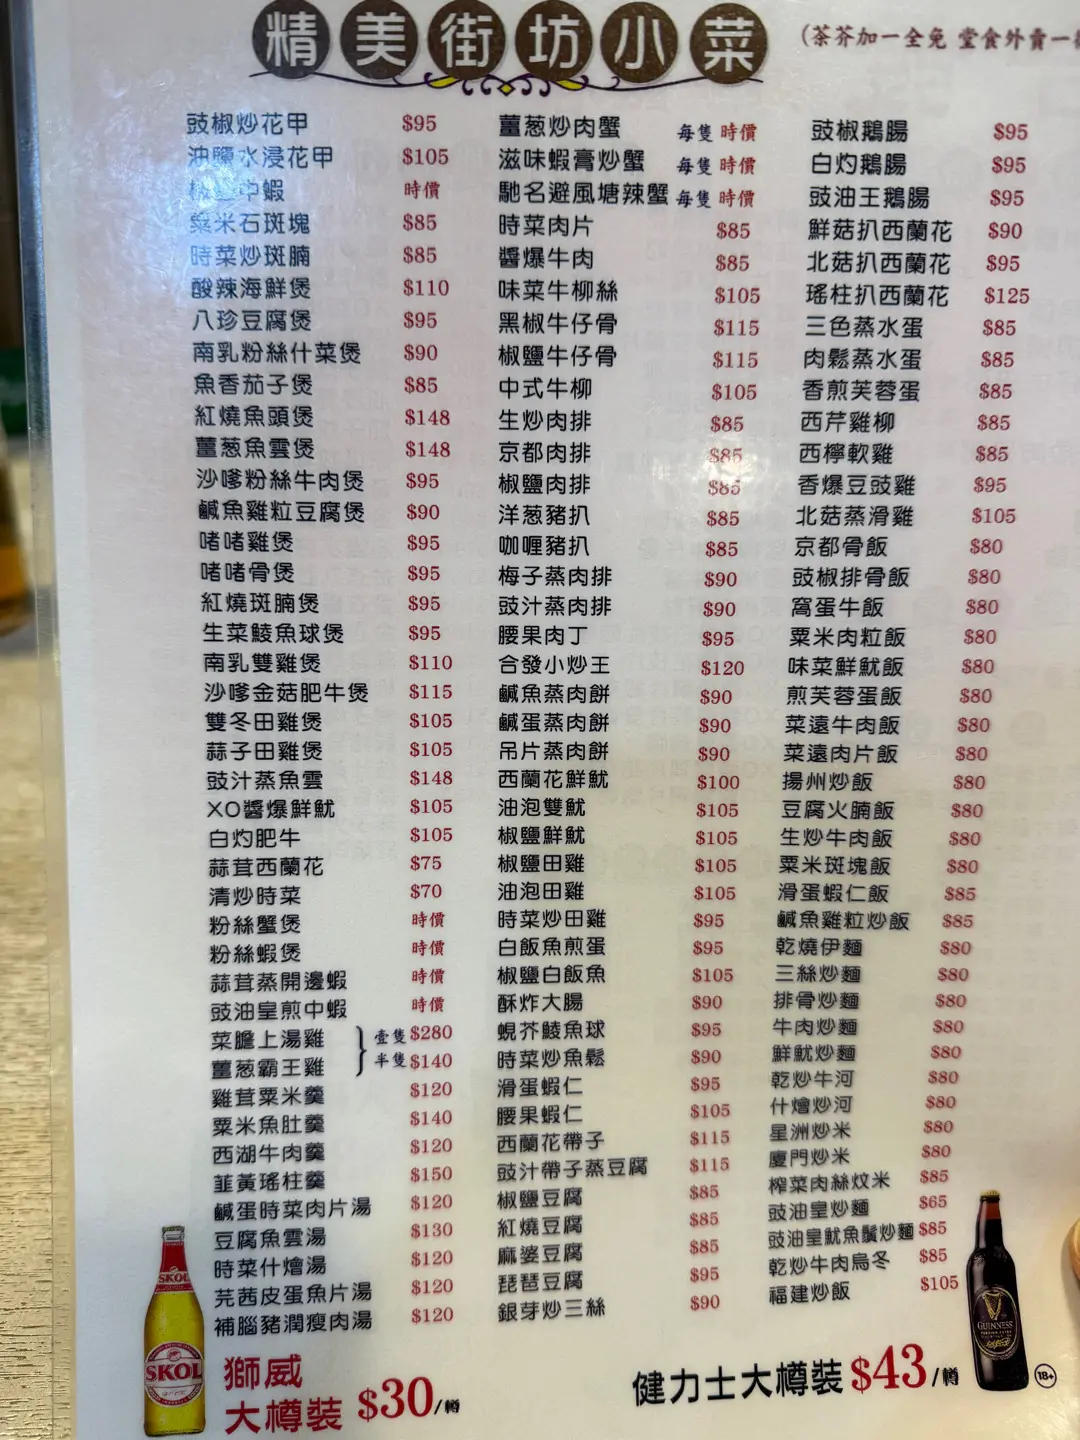 精美街坊小菜
(茶芥加一全免 堂食外賣一
豉椒炒花甲 $95
油鹽水浸花甲 $105
中蝦 時價
粟米石斑塊 $85
時菜炒斑腩 $85
酸辣海鮮煲 $110
八珍豆腐煲 $95
南乳粉絲什菜煲 $90
魚香茄子煲 $85
紅燒魚頭煲 $148
薑葱魚雲煲 $148
沙嗲粉絲牛肉煲 $95
鹹魚雞粒豆腐煲 $90
啫啫雞煲 $95
啫啫骨煲 $95
紅燒斑腩煲 $95
生菜鯪魚球煲 $95
南乳雙雞煲 $110
沙嗲金菇肥牛煲 $115
雙冬田雞煲 $105
蒜子田雞煲 $105
豉汁蒸魚雲 $148
XO醬爆鮮魷 $105
白灼肥牛 $105
蒜茸西蘭花 $75
清炒時菜 $70
粉絲蟹煲 時價
粉絲蝦煲 時價
蒜茸蒸開邊蝦 時價
豉油皇煎中蝦 時價
菜膽上湯雞 壹隻 $280
薑葱霸王雞 半隻 $140
雞茸粟米羹 $120
粟米魚肚羹 $140
西湖牛肉羹 $120
韮黃瑤柱羹 $150
鹹蛋時菜肉片湯 $120
豆腐魚雲湯 $130
時菜什燴湯 $120
芫茜皮蛋魚片湯 $120
補腦豬潤瘦肉湯 $120
薑葱炒肉蟹 每隻 時價
滋味蝦膏炒蟹 每隻 時價
馳名避風塘辣蟹 每隻 時價
時菜肉片 $85
醬爆牛肉 $85
味菜牛柳絲 $105
黑椒牛仔骨 $115
椒鹽牛仔骨 $115
中式牛柳 $105
生炒肉排 $85
京都肉排 $85
椒鹽肉排 $85
洋葱豬扒 $85
咖喱豬扒 $85
梅子蒸肉排 $90
豉汁蒸肉排 $90
腰果肉丁 $95
合發小炒王 $120
鹹魚蒸肉餅 $90
鹹蛋蒸肉餅 $90
吊片蒸肉餅 $90
西蘭花鮮魷 $100
油泡雙魷 $105
椒鹽鮮魷 $105
椒鹽田雞 $105
油泡田雞 $105
時菜炒田雞 $95
白飯魚煎蛋 $95
椒鹽白飯魚 $105
酥炸大腸 $90
蜆芥鯪魚球 $95
時菜炒魚鬆 $90
滑蛋蝦仁 $95
腰果蝦仁 $105
西蘭花帶子 $115
豉汁帶子蒸豆腐 $115
椒鹽豆腐 $85
紅燒豆腐 $85
麻婆豆腐 $85
琵琶豆腐 $95
銀芽炒三絲 $90
豉椒鵝腸 $95
白灼鵝腸 $95
豉油王鵝腸 $95
鮮菇扒西蘭花 $90
北菇扒西蘭花 $95
瑤柱扒西蘭花 $125
三色蒸水蛋 $85
肉鬆蒸水蛋 $85
香煎芙蓉蛋 $85
西芹雞柳 $85
西檸軟雞 $85
香爆豆豉雞 $95
北菇蒸滑雞 $105
京都骨飯 $80
豉椒排骨飯 $80
窩蛋牛飯 $80
粟米肉粒飯 $80
味菜鮮魷飯 $80
煎芙蓉蛋飯 $80
菜遠牛肉飯 $80
菜遠肉片飯 $80
揚州炒飯 $80
豆腐火腩飯 $80
生炒牛肉飯 $80
粟米斑塊飯 $80
滑蛋蝦仁飯 $85
鹹魚雞粒炒飯 $85
乾燒伊麵 $80
三絲炒麵 $80
排骨炒麵 $80
牛肉炒麵 $80
鮮魷炒麵 $80
乾炒牛河 $80
什燴炒河 $80
星洲炒米 $80
廈門炒米 $80
榨菜肉絲炆米 $85
豉油皇炒麵 $65
豉油皇魷魚鬚炒麵 $85
乾炒牛肉烏冬 $85
福建炒飯 $105
SKOL
SKOL
獅威
大樽裝 $30/樽
健力士大樽裝 $43/樽
GUINNESS
18+